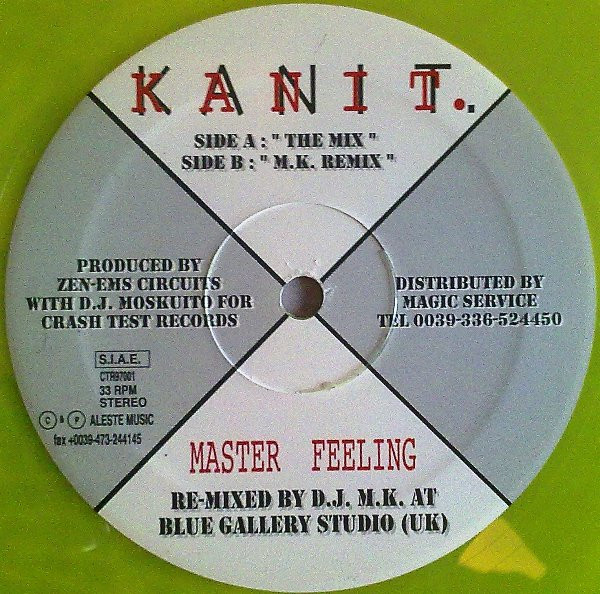 KANIT.
SIDE A : " THE MIX "
SIDE B : " M.K. REMIX "
PRODUCED BY
ZEN-EMS CIRCUITS
WITH D.J. MOSKUITO FOR
CRASH TEST RECORDS
DISTRIBUTED BY
MAGIC SERVICE
TEL 0039-336-524450
S.I.A.E.
CTR97001
33 RPM
STEREO
© & ℗ ALESTE MUSIC
fax +0039-473-244145
MASTER FEELING
RE-MIXED BY D.J. M.K. AT
BLUE GALLERY STUDIO (UK)